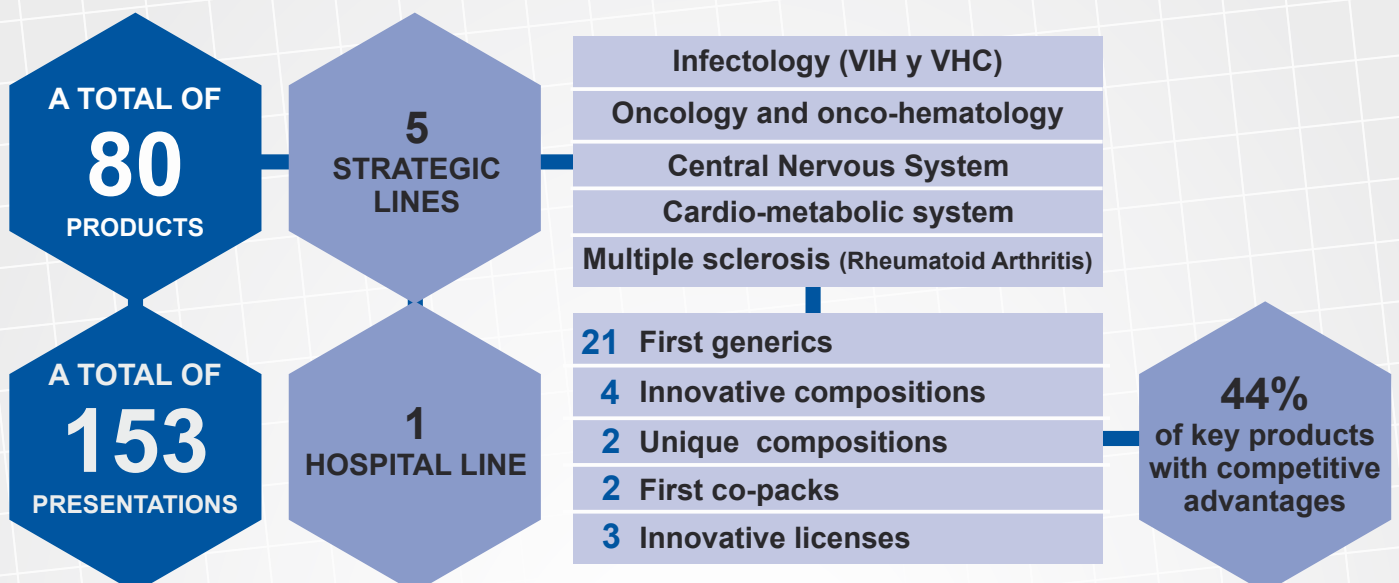 A TOTAL OF
80
PRODUCTS
5
STRATEGIC
LINES
Infectology (VIH y VHC)
Oncology and onco-hematology
Central Nervous System
Cardio-metabolic system
Multiple sclerosis (Rheumatoid Arthritis)
A TOTAL OF
153
PRESENTATIONS
1
HOSPITAL LINE
21 First generics
4 Innovative compositions
2 Unique compositions
2 First co-packs
3 Innovative licenses
44%
of key products
with competitive
advantages